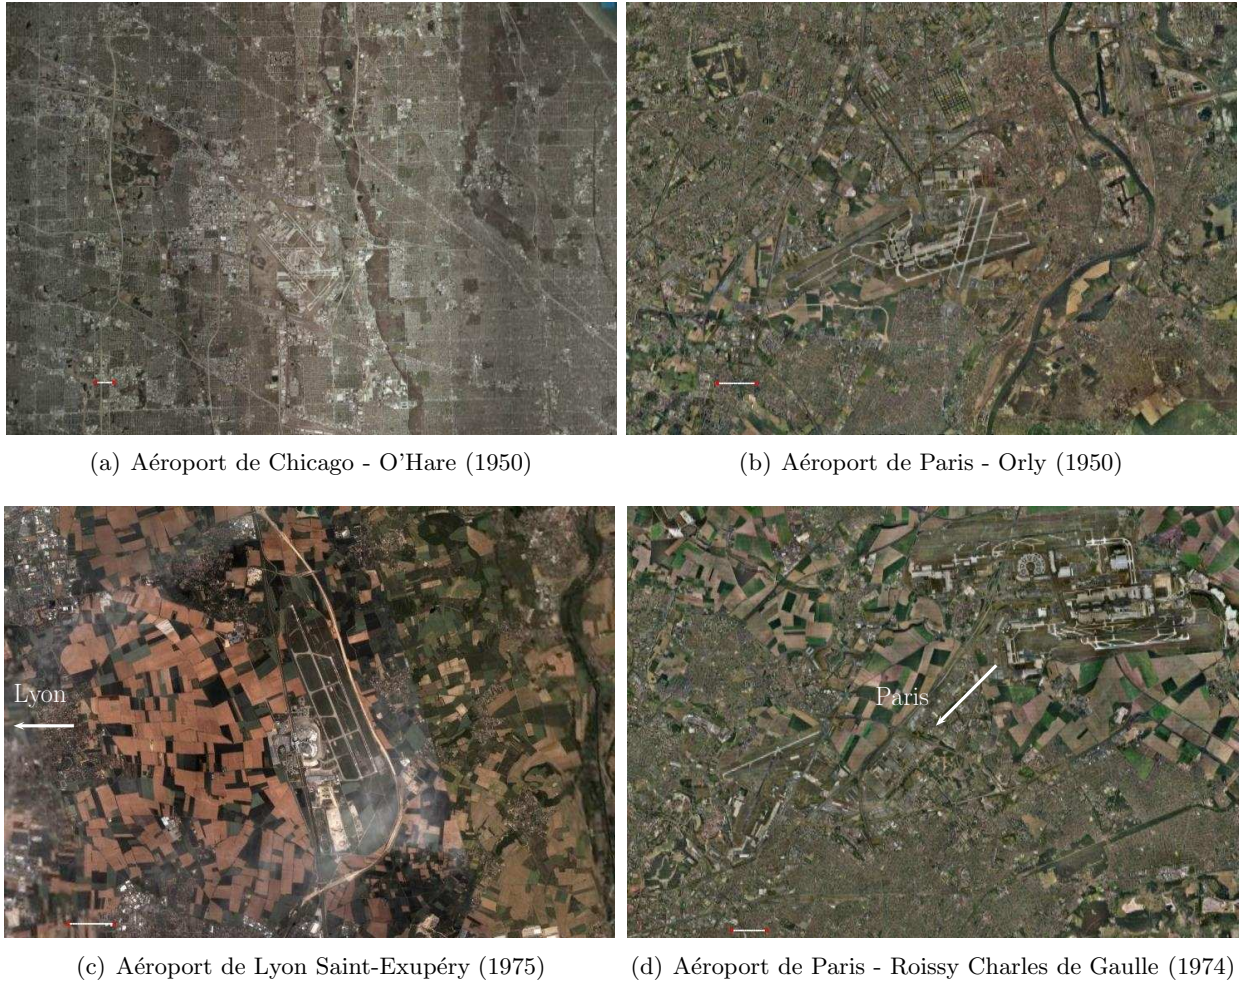 (a) Aéroport de Chicago - O'Hare (1950)
(b) Aéroport de Paris - Orly (1950)
Lyon
Paris
(c) Aéroport de Lyon Saint-Exupéry (1975)
(d) Aéroport de Paris - Roissy Charles de Gaulle (1974)